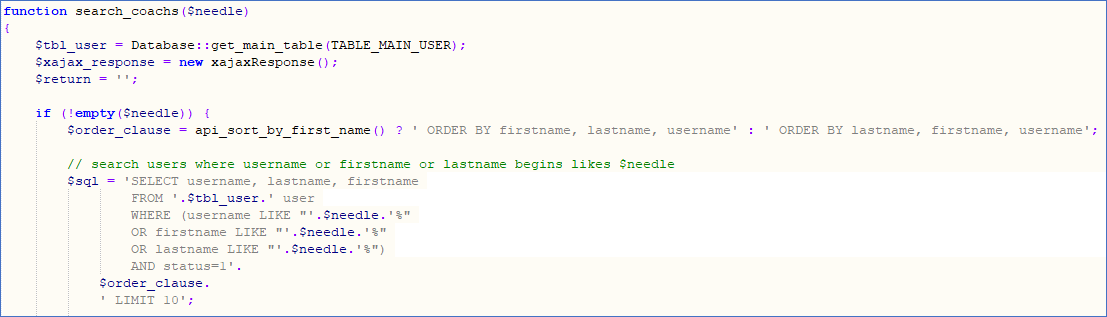 function search_coachs($needle)
{
    $tbl_user = Database::get_main_table(TABLE_MAIN_USER);
    $xajax_response = new xajaxResponse();
    $return = '';

    if (!empty($needle)) {
        $order_clause = api_sort_by_first_name() ? ' ORDER BY firstname, lastname, username' : ' ORDER BY lastname, firstname, username';

        // search users where username or firstname or lastname begins likes $needle
        $sql = 'SELECT username, lastname, firstname
                FROM '.$tbl_user.' user
                WHERE (username LIKE "'.$needle.'%"
                OR firstname LIKE "'.$needle.'%"
                OR lastname LIKE "'.$needle.'%")
                AND status=1'.
            $order_clause.
            ' LIMIT 10';